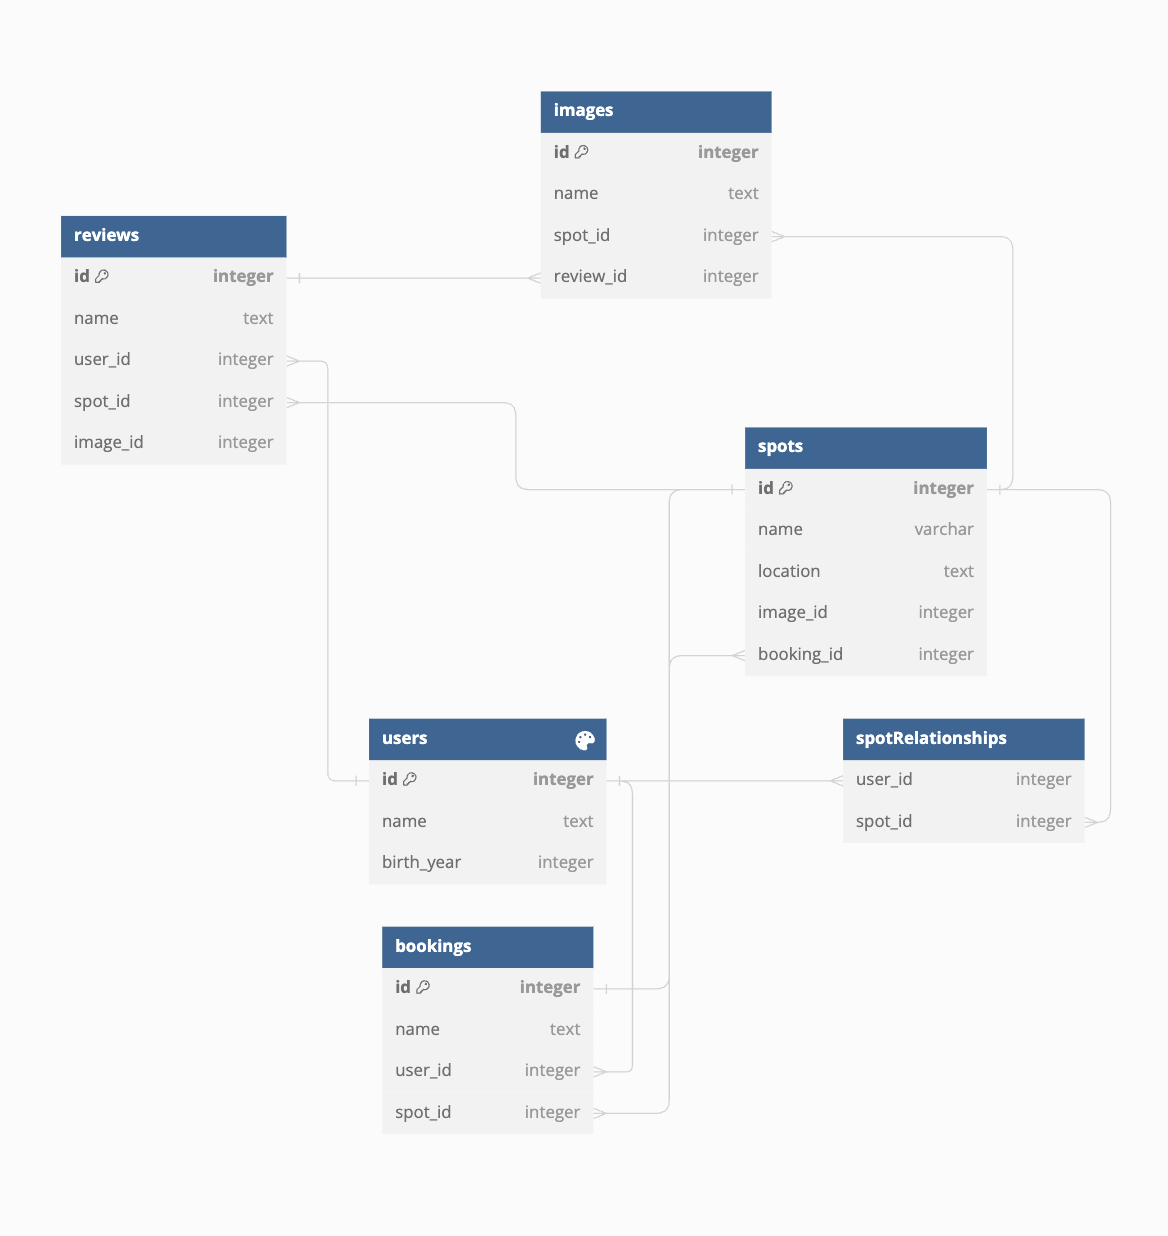 images
id integer
name text
spot_id integer
review_id integer
reviews
id integer
name text
user_id integer
spot_id integer
image_id integer
spots
id integer
name varchar
location text
image_id integer
booking_id integer
users
id integer
name text
birth_year integer
spotRelationships
user_id integer
spot_id integer
bookings
id integer
name text
user_id integer
spot_id integer